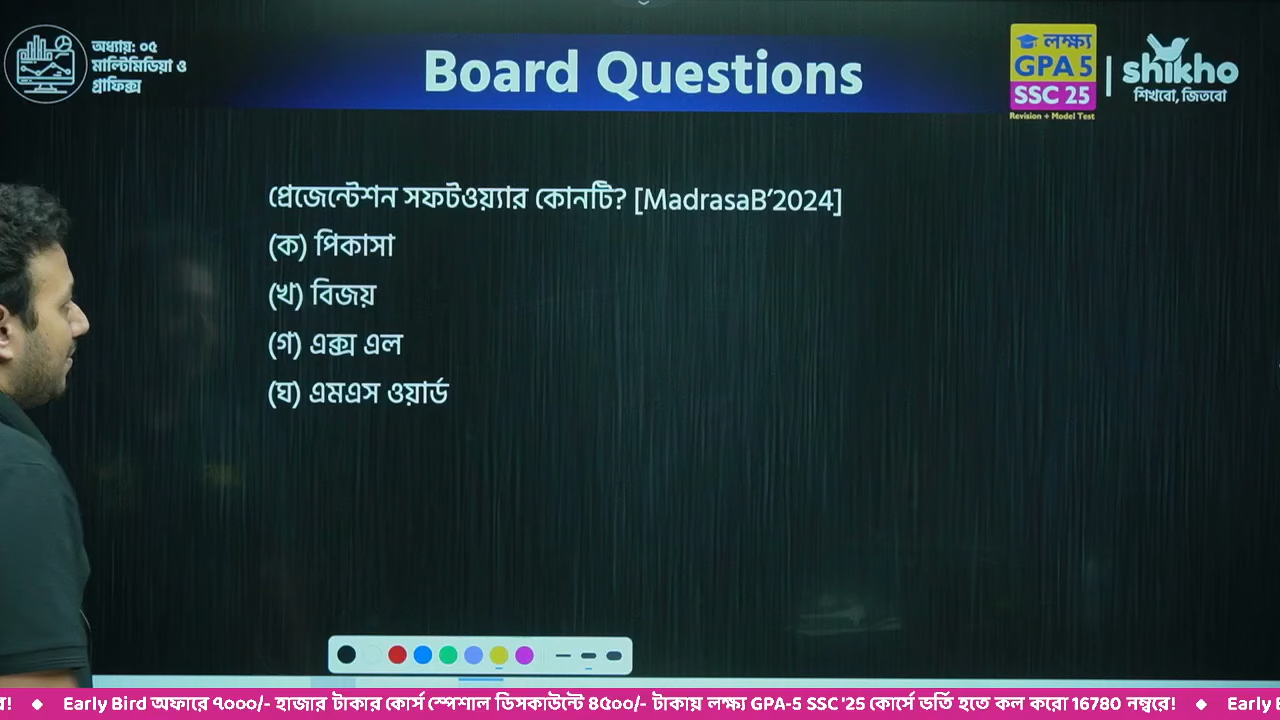 অধ্যায়: ০৫
মাল্টিমিডিয়া ও
গ্রাফিক্স
Board Questions
লক্ষ্য
GPA 5
SSC 25
Revision + Model Test
shikho
শিখবো, জিতবো
প্রেজেন্টেশন সফটওয়্যার কোনটি? [MadrasaB'2024]
(ক) পিকাসা
(খ) বিজয়
(গ) এক্স এল
(ঘ) এমএস ওয়ার্ড
Early Bird অফারে ৭০০০/- হাজার টাকার কোর্স স্পেশাল ডিসকাউন্টে ৪৫০০/- টাকায় লক্ষ্য GPA-5 SSC '25 কোর্সে ভর্তি হতে কল করো 16780 নম্বরে! Early